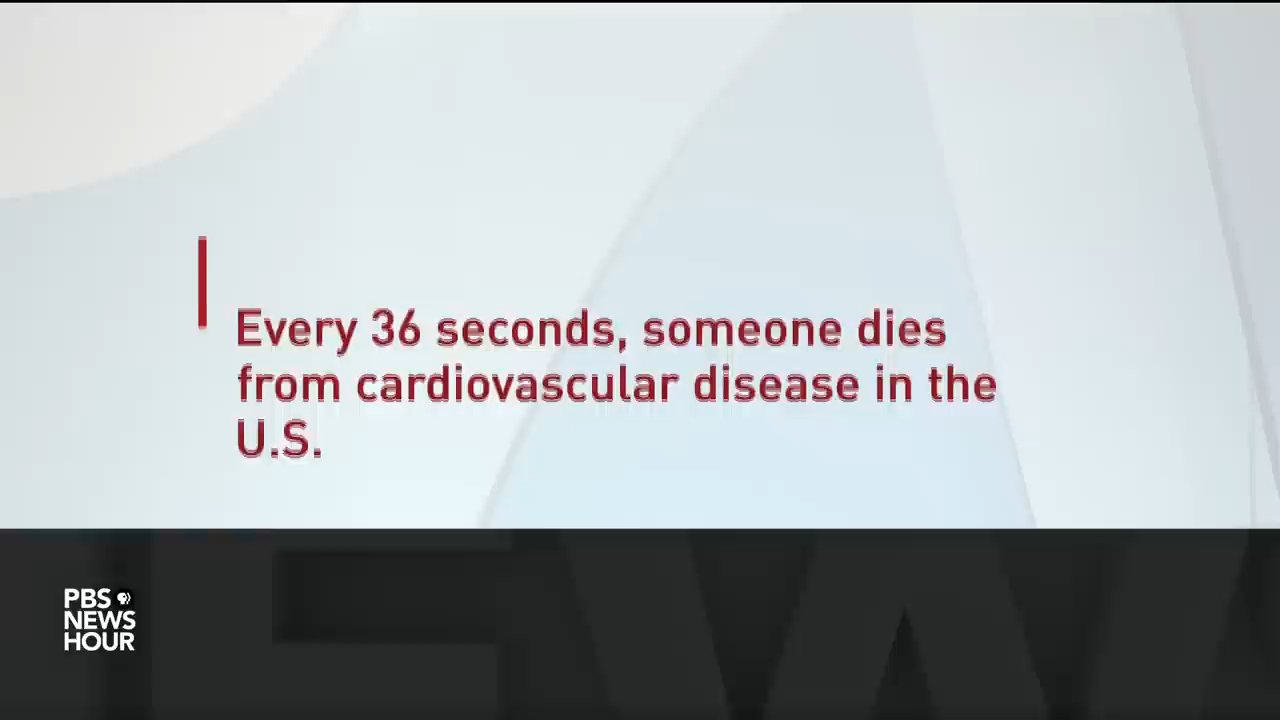 Every 36 seconds, someone dies
from cardiovascular disease in the
U.S.
PBS
NEWS
HOUR